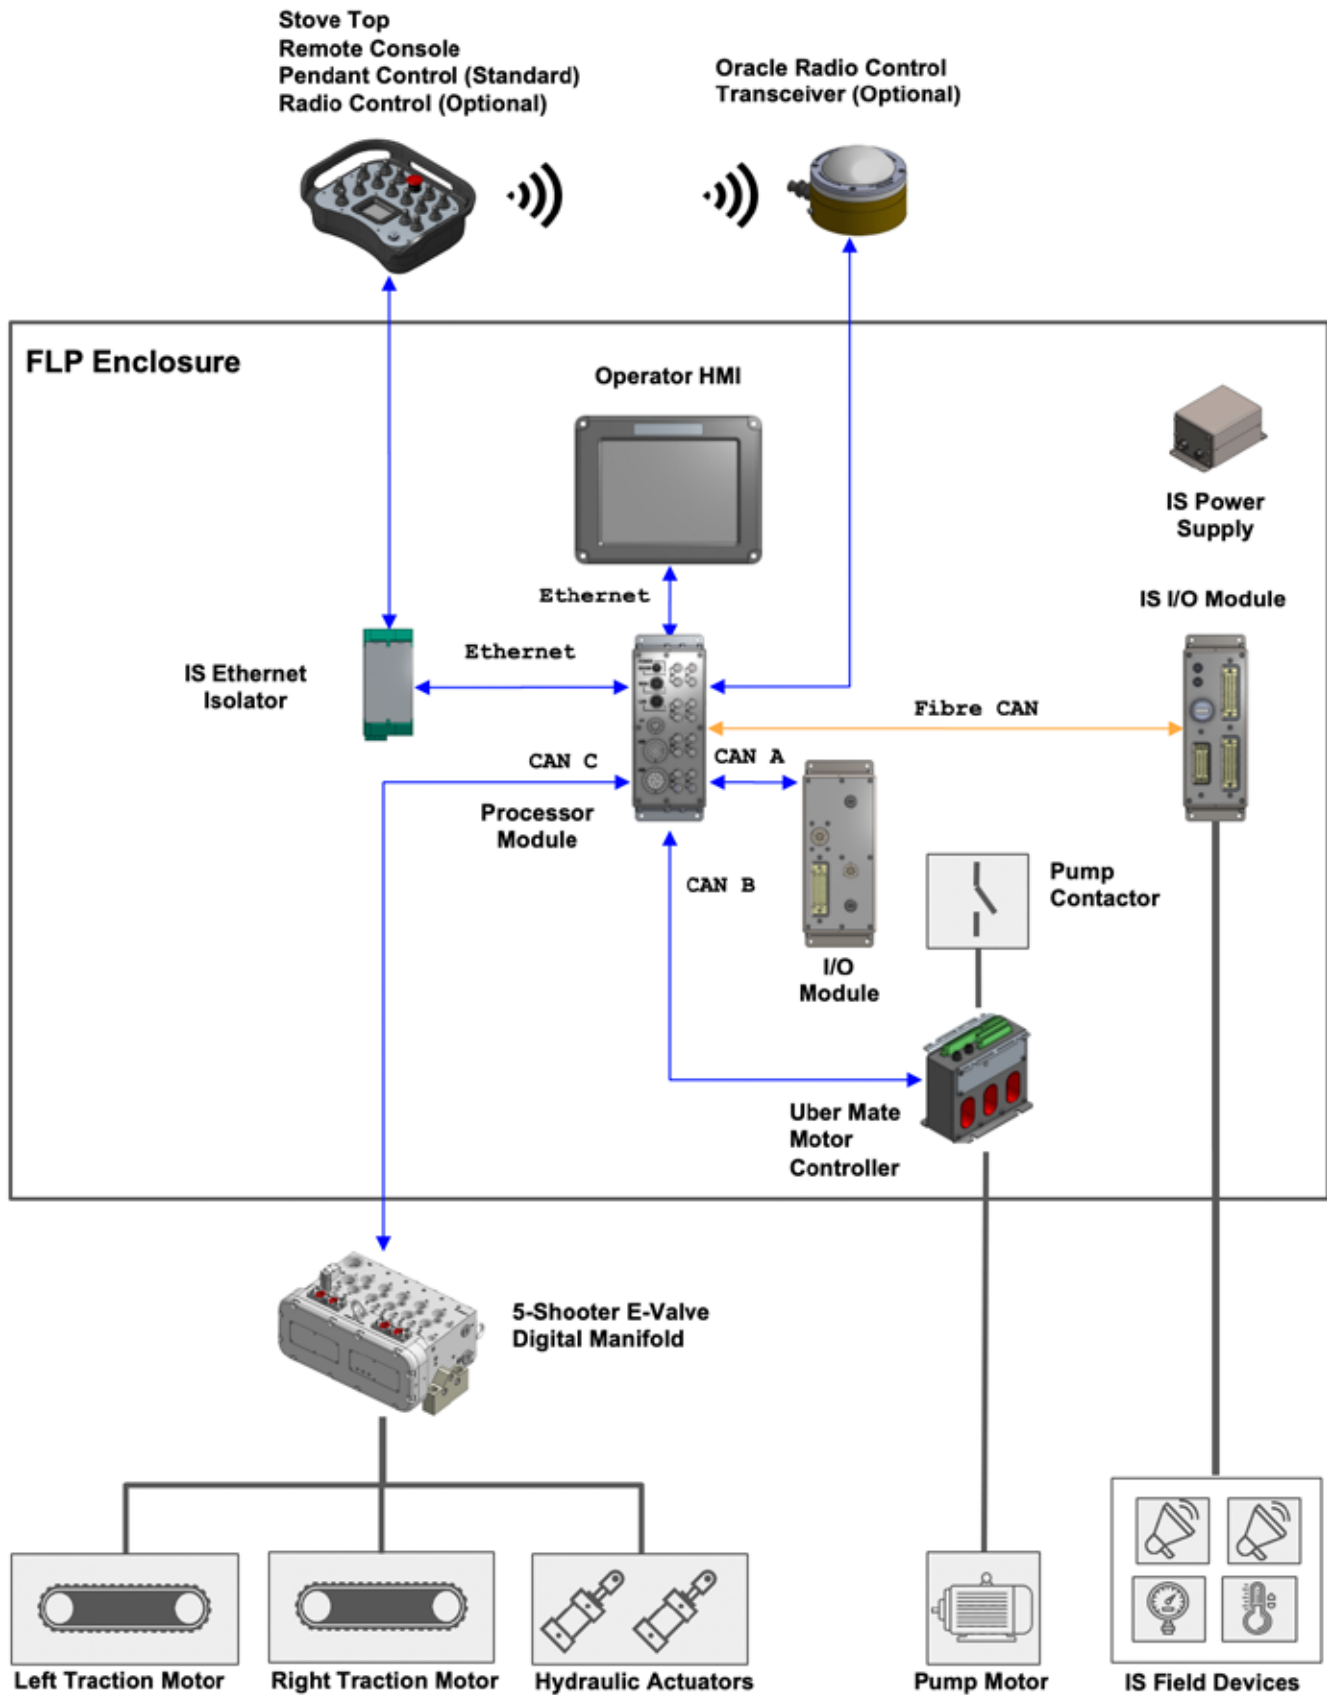 Stove Top
Remote Console
Pendant Control (Standard)
Radio Control (Optional)
Oracle Radio Control
Transceiver (Optional)
FLP Enclosure
Operator HMI
IS Power
Supply
Ethernet
IS I/O Module
Ethernet
IS Ethernet
Isolator
Fibre CAN
CAN C
CAN A
Processor
Module
CAN B
Pump
Contactor
I/O
Module
Uber Mate
Motor
Controller
5-Shooter E-Valve
Digital Manifold
Left Traction Motor
Right Traction Motor
Hydraulic Actuators
Pump Motor
IS Field Devices